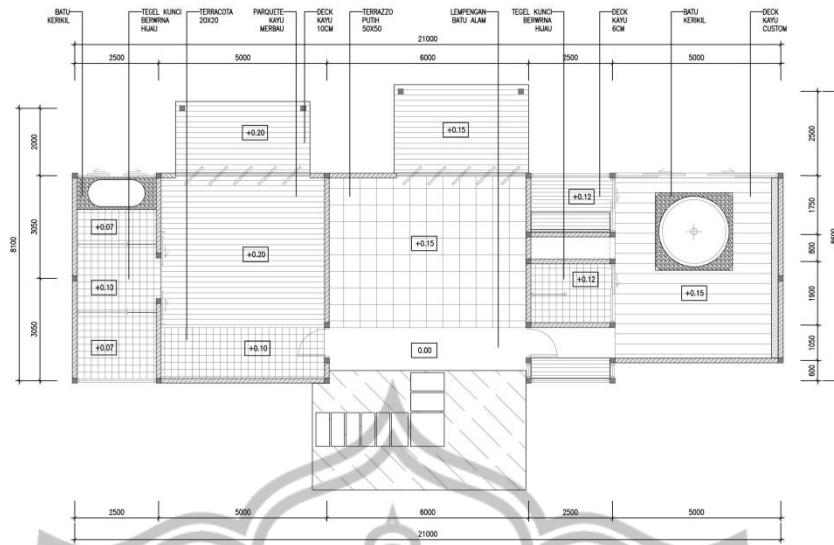 BATU
KERIKIL
TEGEL KUNCI
BERWRNA
HIJAU
TERRACOTA
20X20
PARQUETE
KAYU
MERBAU
DECK
KAYU
10CM
TERRAZZO
PUTIH
50X50
LEMPENGAN
BATU ALAM
TEGEL KUNCI
BERWRNA
HIJAU
DECK
KAYU
6CM
BATU
KERIKIL
DECK
KAYU
CUSTOM
21000
2500 5000 6000 2500 5000
2000
3050
3050
8100
+0.20
+0.15
+0.12
+0.07
+0.20
+0.15
+0.10
+0.12
+0.15
+0.07
+0.10
0.00
2500
1750
800
1900
1050
600
2500 5000 6000 2500 5000
21000